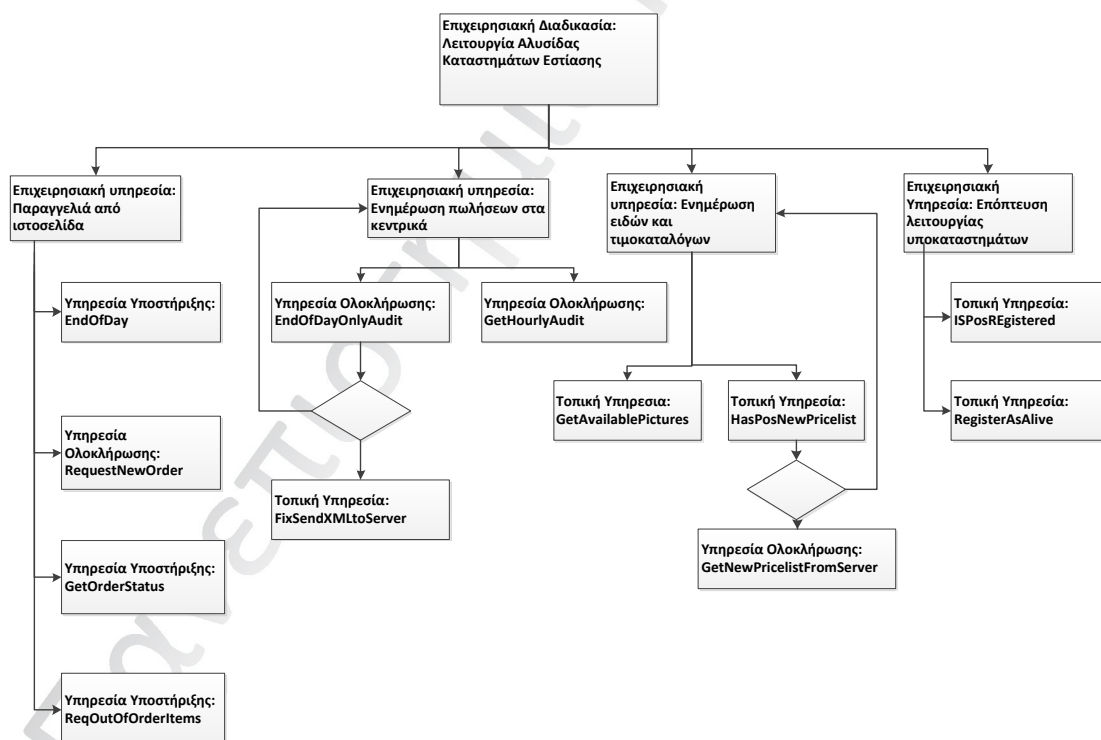 Επιχειρησιακή Διαδικασία:
Λειτουργία Αλυσίδας
Καταστημάτων Εστίασης
Επιχειρησιακή υπηρεσία:
Παραγγελιά από
ιστοσελίδα
Επιχειρησιακή υπηρεσία:
Ενημέρωση πωλήσεων στα
κεντρικά
Επιχειρησιακή
υπηρεσία: Ενημέρωση
ειδών και
τιμοκαταλόγων
Επιχειρησιακή
Υπηρεσία: Επόπτευση
λειτουργίας
υποκαταστημάτων
Υπηρεσία Υποστήριξης:
EndOfDay
Υπηρεσία Ολοκλήρωσης:
EndOfDayOnlyAudit
Υπηρεσία Ολοκλήρωσης:
GetHourlyAudit
Τοπική Υπηρεσία:
ISPosREgistered
Τοπική Υπηρεσια:
GetAvailablePictures
Τοπική Υπηρεσία:
HasPosNewPricelist
Τοπική Υπηρεσία:
RegisterAsAlive
Υπηρεσία
Ολοκλήρωσης:
RequestNewOrder
Τοπική Υπηρεσία:
FixSendXMLtoServer
Υπηρεσία Ολοκλήρωσης:
GetNewPricelistFromServer
Υπηρεσία Υποστήριξης:
GetOrderStatus
Υπηρεσία Υποστήριξης:
ReqOutOfOrderItems